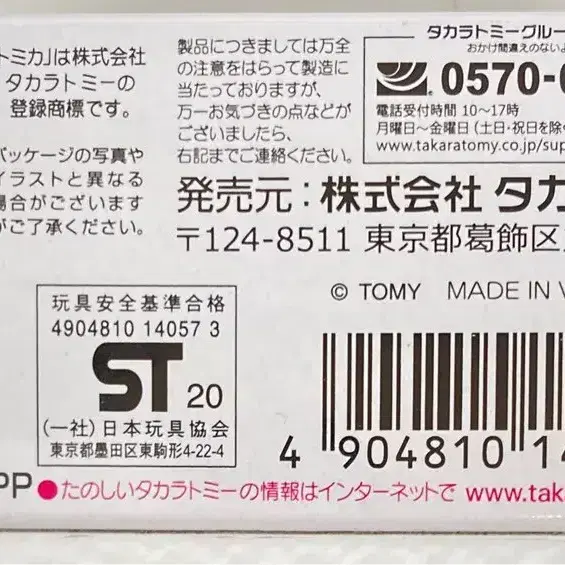 トミカ」は株式会社
タカラトミーの
登録商標です。
パッケージの写真や
イラストと異なる
場合がございます
がご了承ください。
製品につきましては万全
の注意をはらって製造に
当たっておりますが、
万一お気づきの点などが
ございましたら、
右記までご連絡ください。
タカラトミーグルー
おかけ間違えのないよ
0570-0
電話受付時間 10～17時
月曜日～金曜日(土・日・祝日を除く
www.takaratomy.co.jp/sup
発売元：株式会社 タカ
〒124-8511 東京都葛飾区
© TOMY MADE IN V
玩具安全基準合格
4904810 14057 3
ST 20
(一社)日本玩具協会
東京都墨田区東駒形4-22-4
4 904810 14
PP ●たのしいタカラトミーの情報はインターネットで www.taka